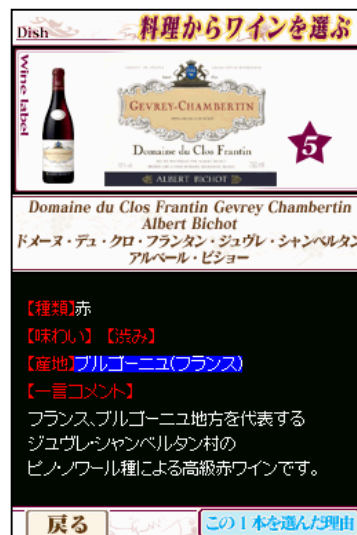 Dish 料理からワインを選ぶ
Wine label
GEVREY-CHAMBERTIN
Domaine du Clos Frantin
ALBERT BICHOT
5
Domaine du Clos Frantin Gevrey Chambertin
Albert Bichot
ドメーヌ・デュ・クロ・フランタン・ジュヴレ・シャンベルタン
アルベール・ビショー
【種類】赤
【味わい】【渋み】
【産地】ブルゴーニュ(フランス)
【一言コメント】
フランス、ブルゴーニュ地方を代表する
ジュヴレ・シャンベルタン村の
ピノ・ノワール種による高級赤ワインです。
戻る この1本を選んだ理由